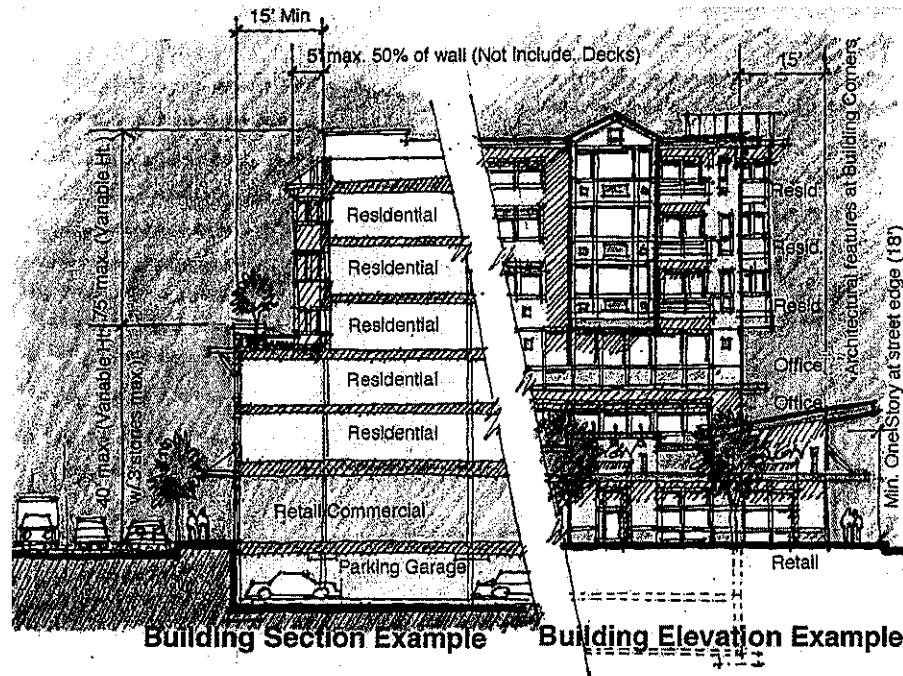 15' Min
5' max. 50% of wall (Not Include, Decks)
15'
Architectural features at Building Corners
75' max. (Variable Ht.)
40' max. (Variable Ht.
w/ 3 stories max.)
Min. One Story at street edge (18')
Residential
Residential
Residential
Residential
Residential
Retail Commercial
Parking Garage
Resid.
Resid.
Resid.
Office
Office
Retail
Building Section Example
Building Elevation Example